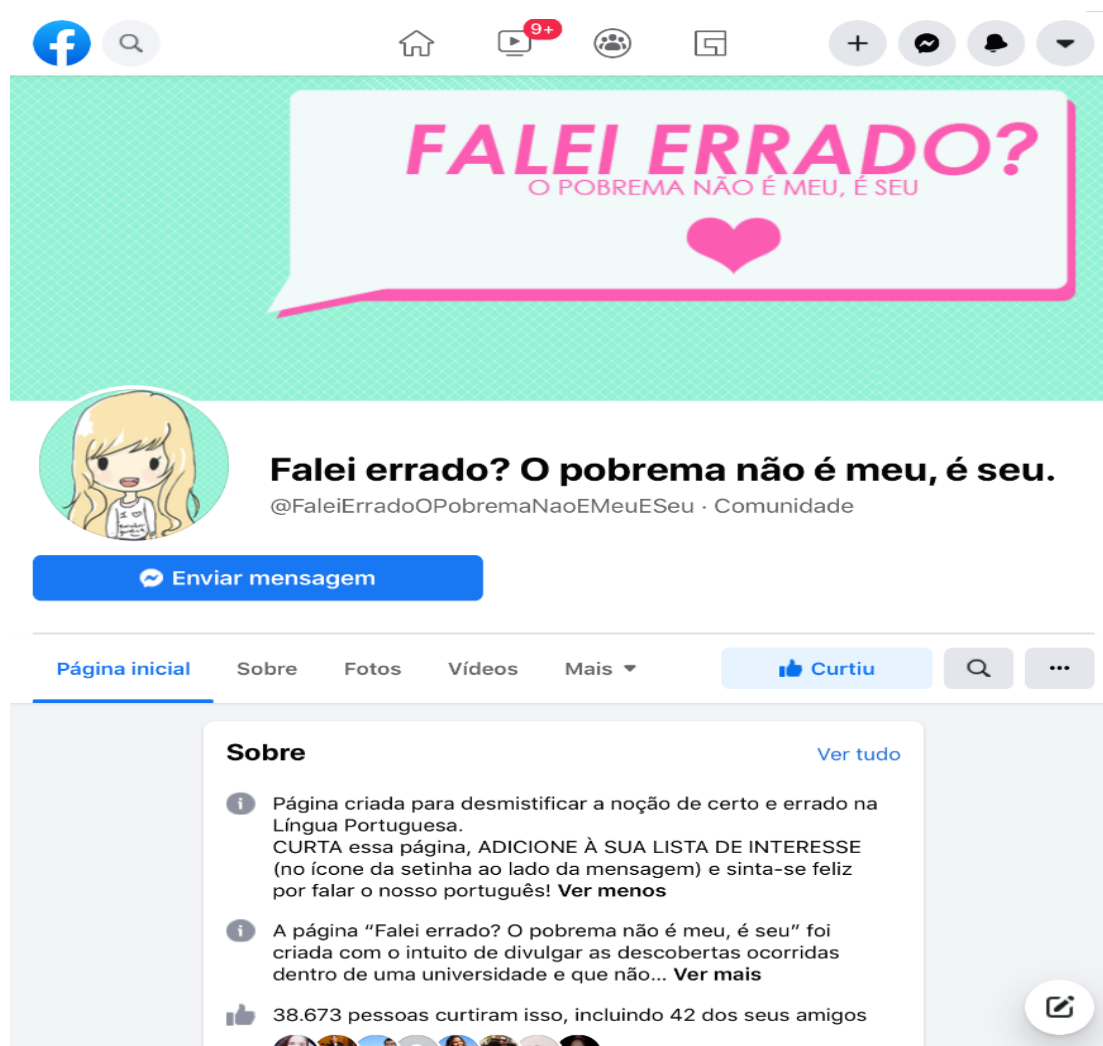 9+
FALEI ERRADO?
O POBREMA NÃO É MEU, É SEU
Falei errado? O pobrema não é meu, é seu.
@FaleiErradoOPobremaNaoEMeuESeu · Comunidade
Enviar mensagem
Página inicial Sobre Fotos Vídeos Mais Curtiu
Sobre Ver tudo
Página criada para desmistificar a noção de certo e errado na
Língua Portuguesa.
CURTA essa página, ADICIONE À SUA LISTA DE INTERESSE
(no ícone da setinha ao lado da mensagem) e sinta-se feliz
por falar o nosso português! Ver menos
A página “Falei errado? O pobrema não é meu, é seu” foi
criada com o intuito de divulgar as descobertas ocorridas
dentro de uma universidade e que não... Ver mais
38.673 pessoas curtiram isso, incluindo 42 dos seus amigos